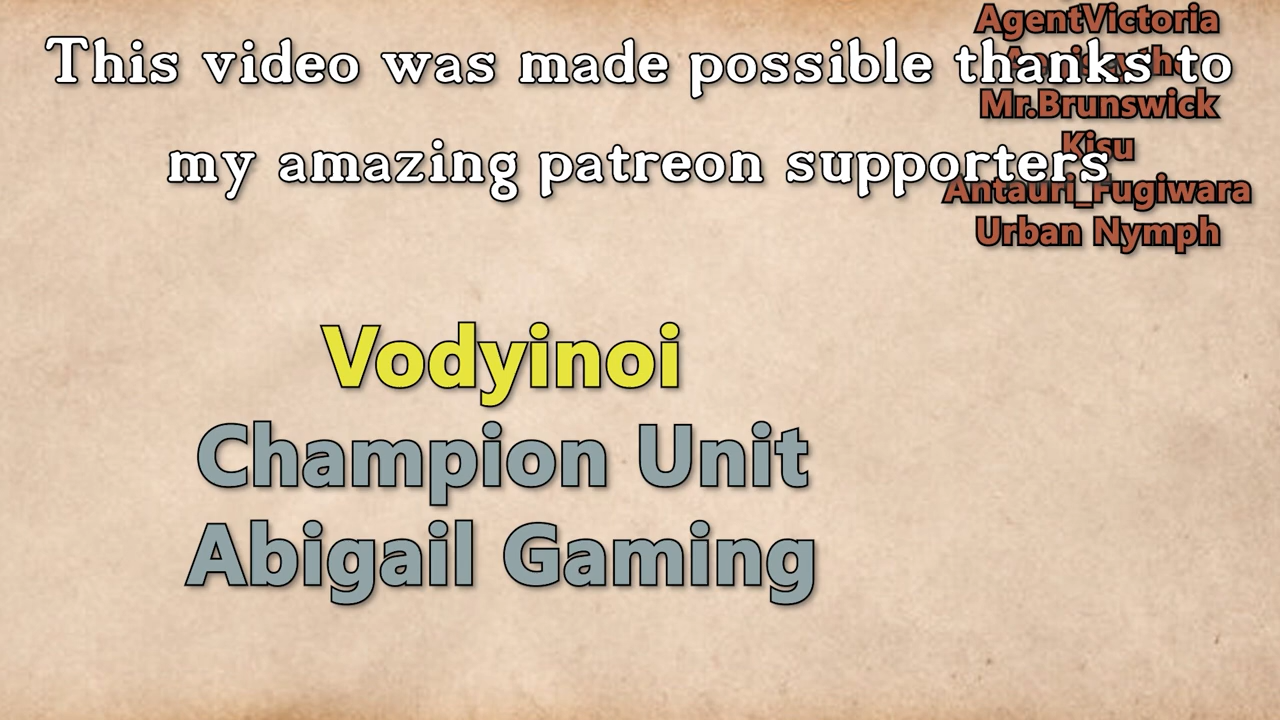 This video was made possible thanks to
my amazing patreon supporters
AgentVictoria
Mr.Brunswick
Kisu
Antauri_Fugiwara
Urban Nymph
Vodyinoi
Champion Unit
Abigail Gaming